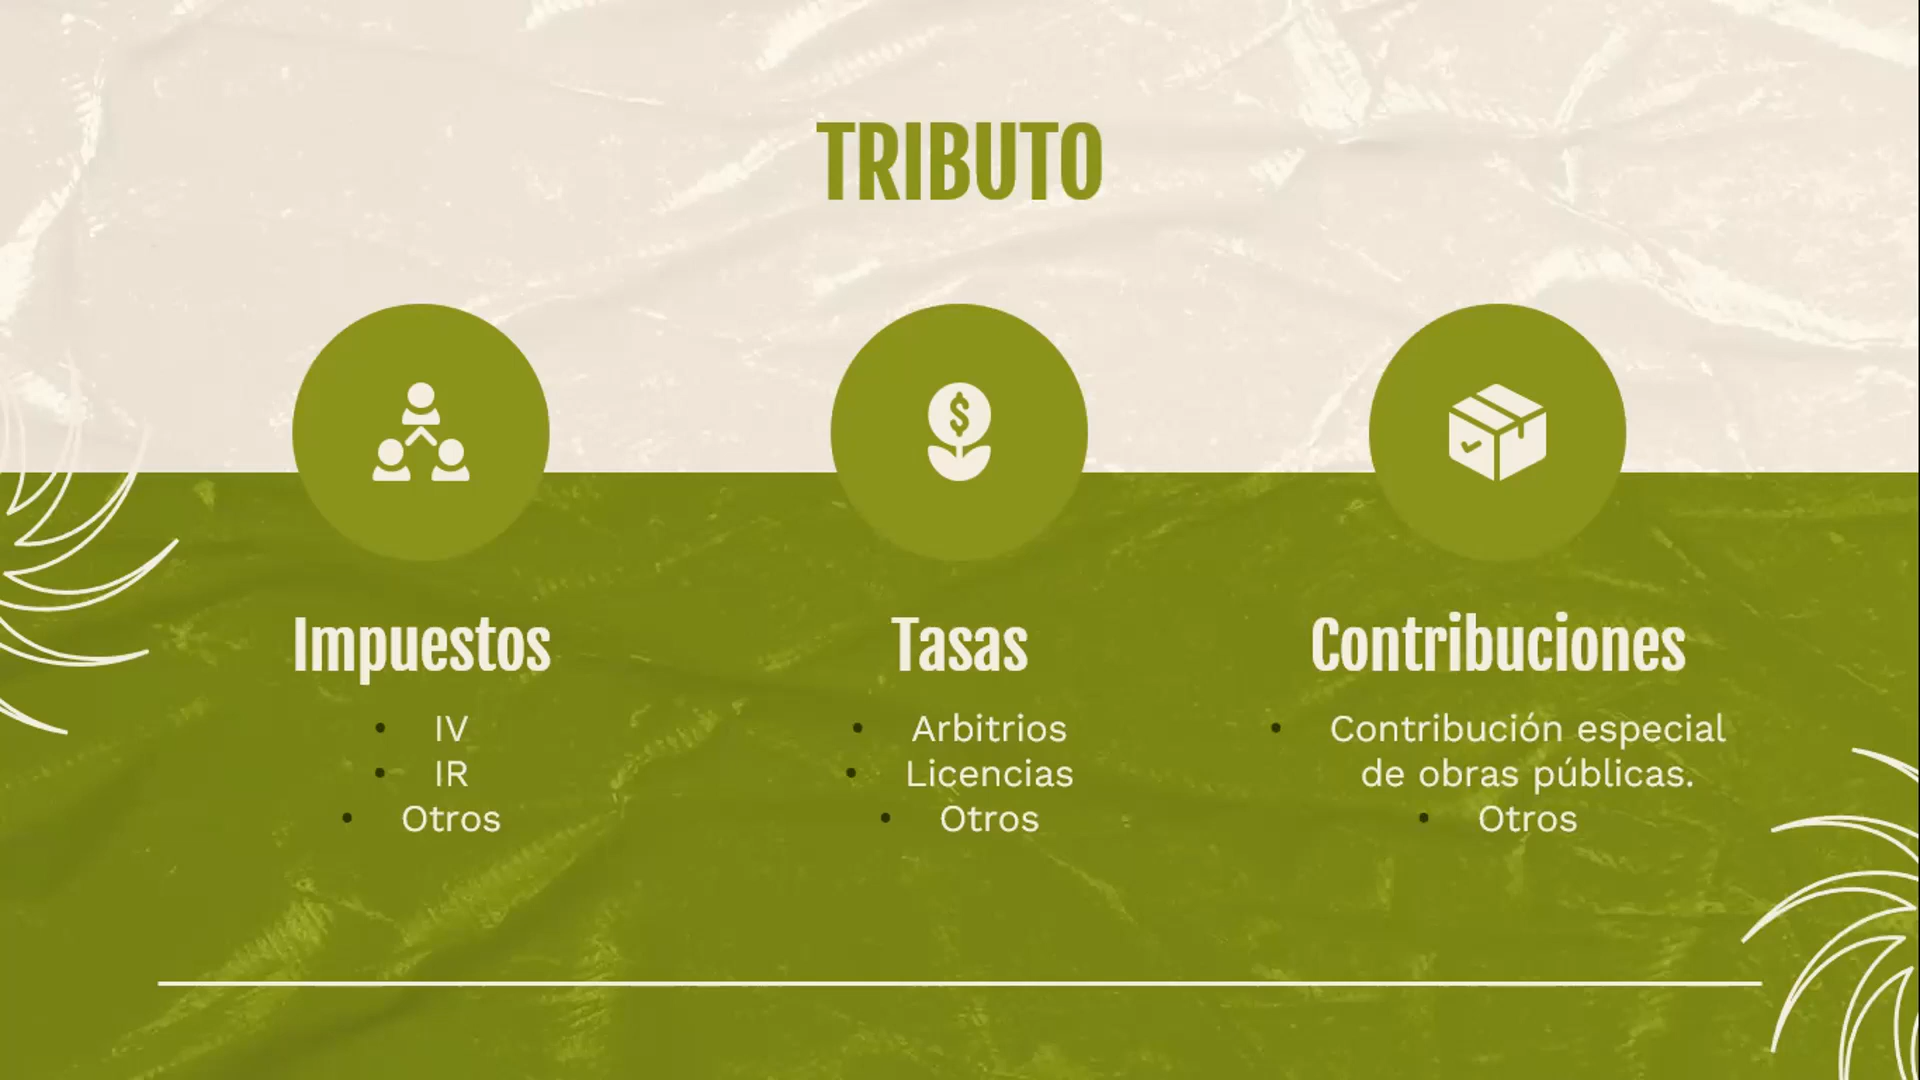 TRIBUTO
Impuestos
• IV
• IR
• Otros
Tasas
• Arbitrios
• Licencias
• Otros
Contribuciones
• Contribución especial
de obras públicas.
• Otros